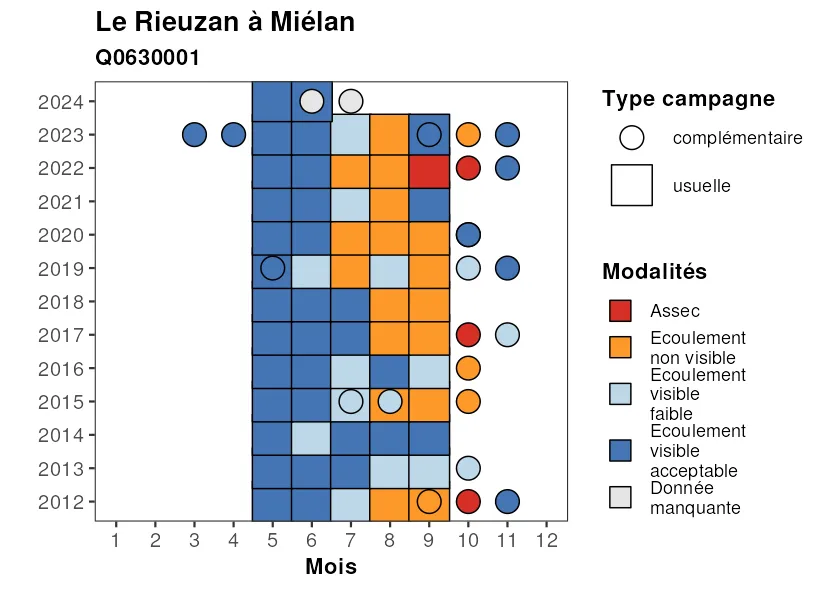 Le Rieuzan à Miélan
Q0630001
2024
2023
2022
2021
2020
2019
2018
2017
2016
2015
2014
2013
2012
1 2 3 4 5 6 7 8 9 10 11 12
Mois
Type campagne
complémentaire
usuelle
Modalités
Assec
Ecoulement
non visible
Ecoulement
visible
faible
Ecoulement
visible
acceptable
Donnée
manquante